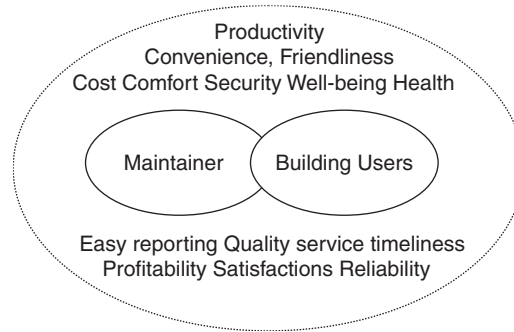 Productivity
Convenience, Friendliness
Cost Comfort Security Well-being Health
Maintainer
Building Users
Easy reporting Quality service timeliness
Profitability Satisfactions Reliability